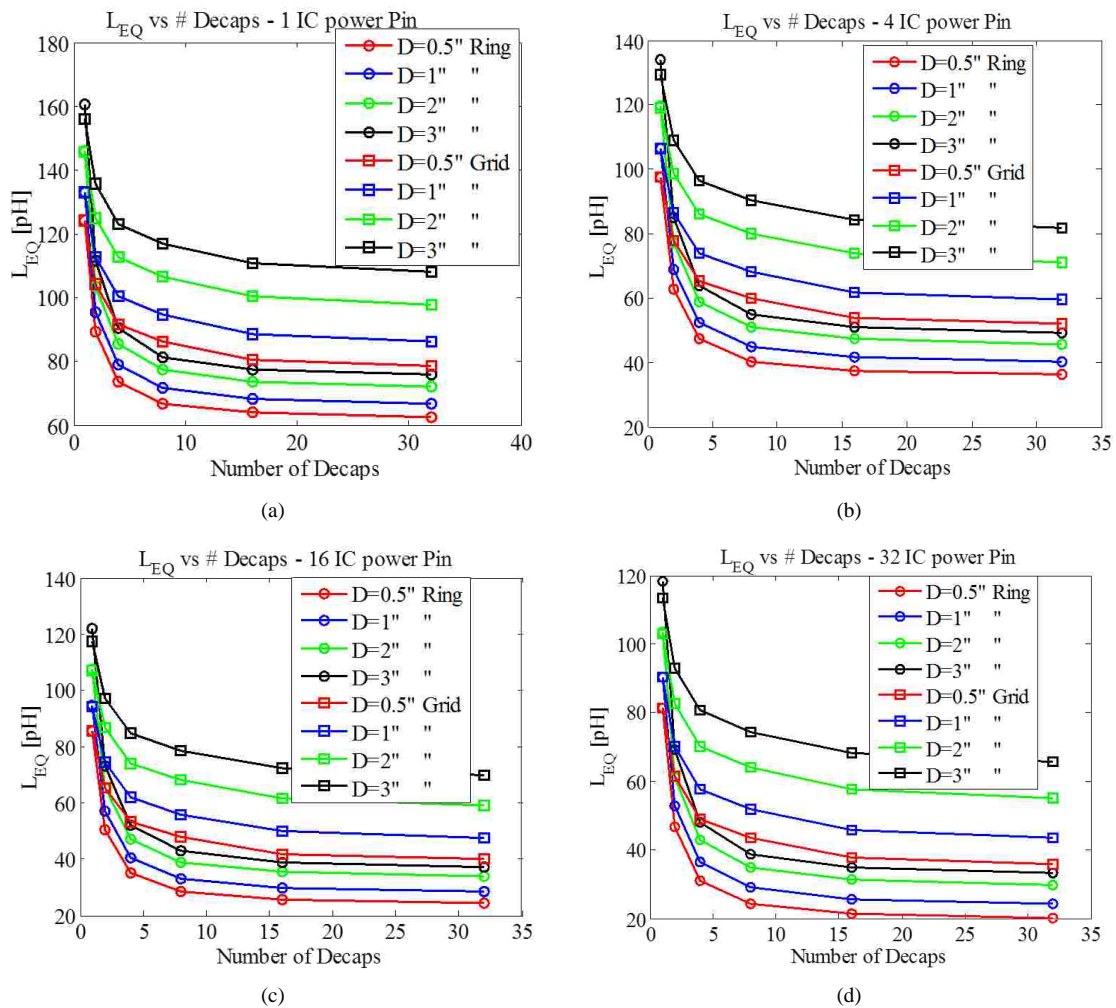 L_EQ vs # Decaps - 1 IC power Pin
180
160
140
120
100
80
60
L_EQ [pH]
0 10 20 30 40
Number of Decaps
D=0.5" Ring
D=1" "
D=2" "
D=3" "
D=0.5" Grid
D=1" "
D=2" "
D=3" "
(a)
L_EQ vs # Decaps - 4 IC power Pin
140
120
100
80
60
40
20
L_EQ [pH]
0 5 10 15 20 25 30 35
Number of Decaps
D=0.5" Ring
D=1" "
D=2" "
D=3" "
D=0.5" Grid
D=1" "
D=2" "
D=3" "
(b)
L_EQ vs # Decaps - 16 IC power Pin
140
120
100
80
60
40
20
L_EQ [pH]
0 5 10 15 20 25 30 35
Number of Decaps
D=0.5" Ring
D=1" "
D=2" "
D=3" "
D=0.5" Grid
D=1" "
D=2" "
D=3" "
(c)
L_EQ vs # Decaps - 32 IC power Pin
120
100
80
60
40
20
L_EQ [pH]
0 5 10 15 20 25 30 35
Number of Decaps
D=0.5" Ring
D=1" "
D=2" "
D=3" "
D=0.5" Grid
D=1" "
D=2" "
D=3" "
(d)